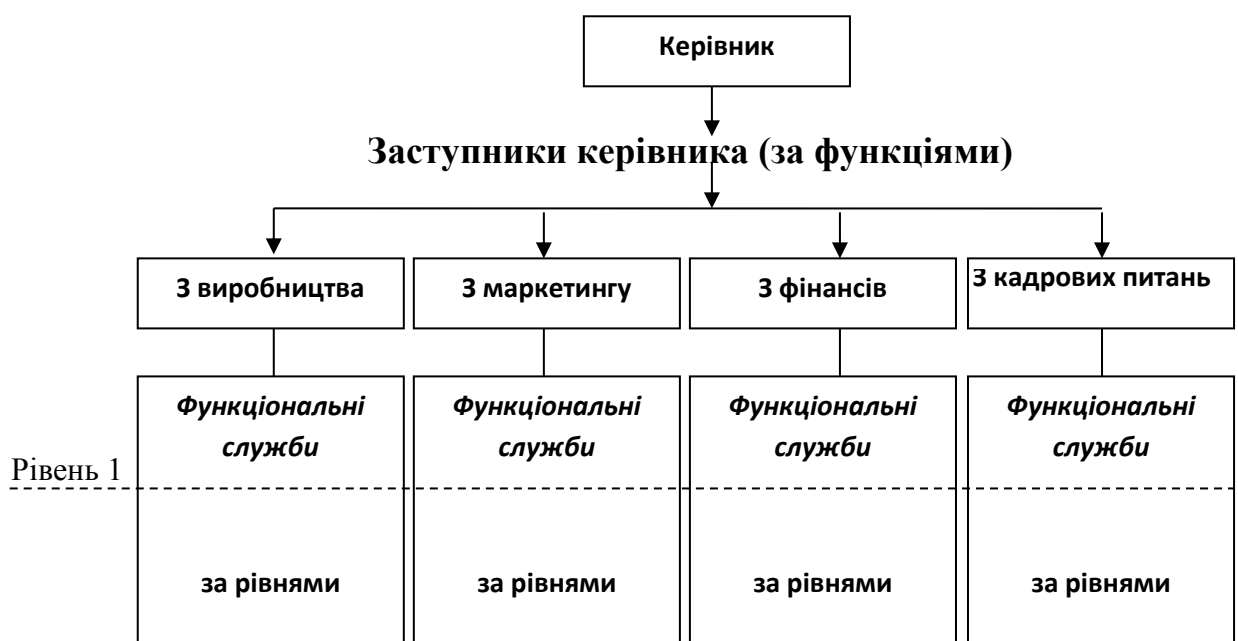 Керівник
Заступники керівника (за функціями)
З виробництва
З маркетингу
З фінансів
З кадрових питань
Функціональні
служби
Функціональні
служби
Функціональні
служби
Функціональні
служби
Рівень 1
за рівнями
за рівнями
за рівнями
за рівнями